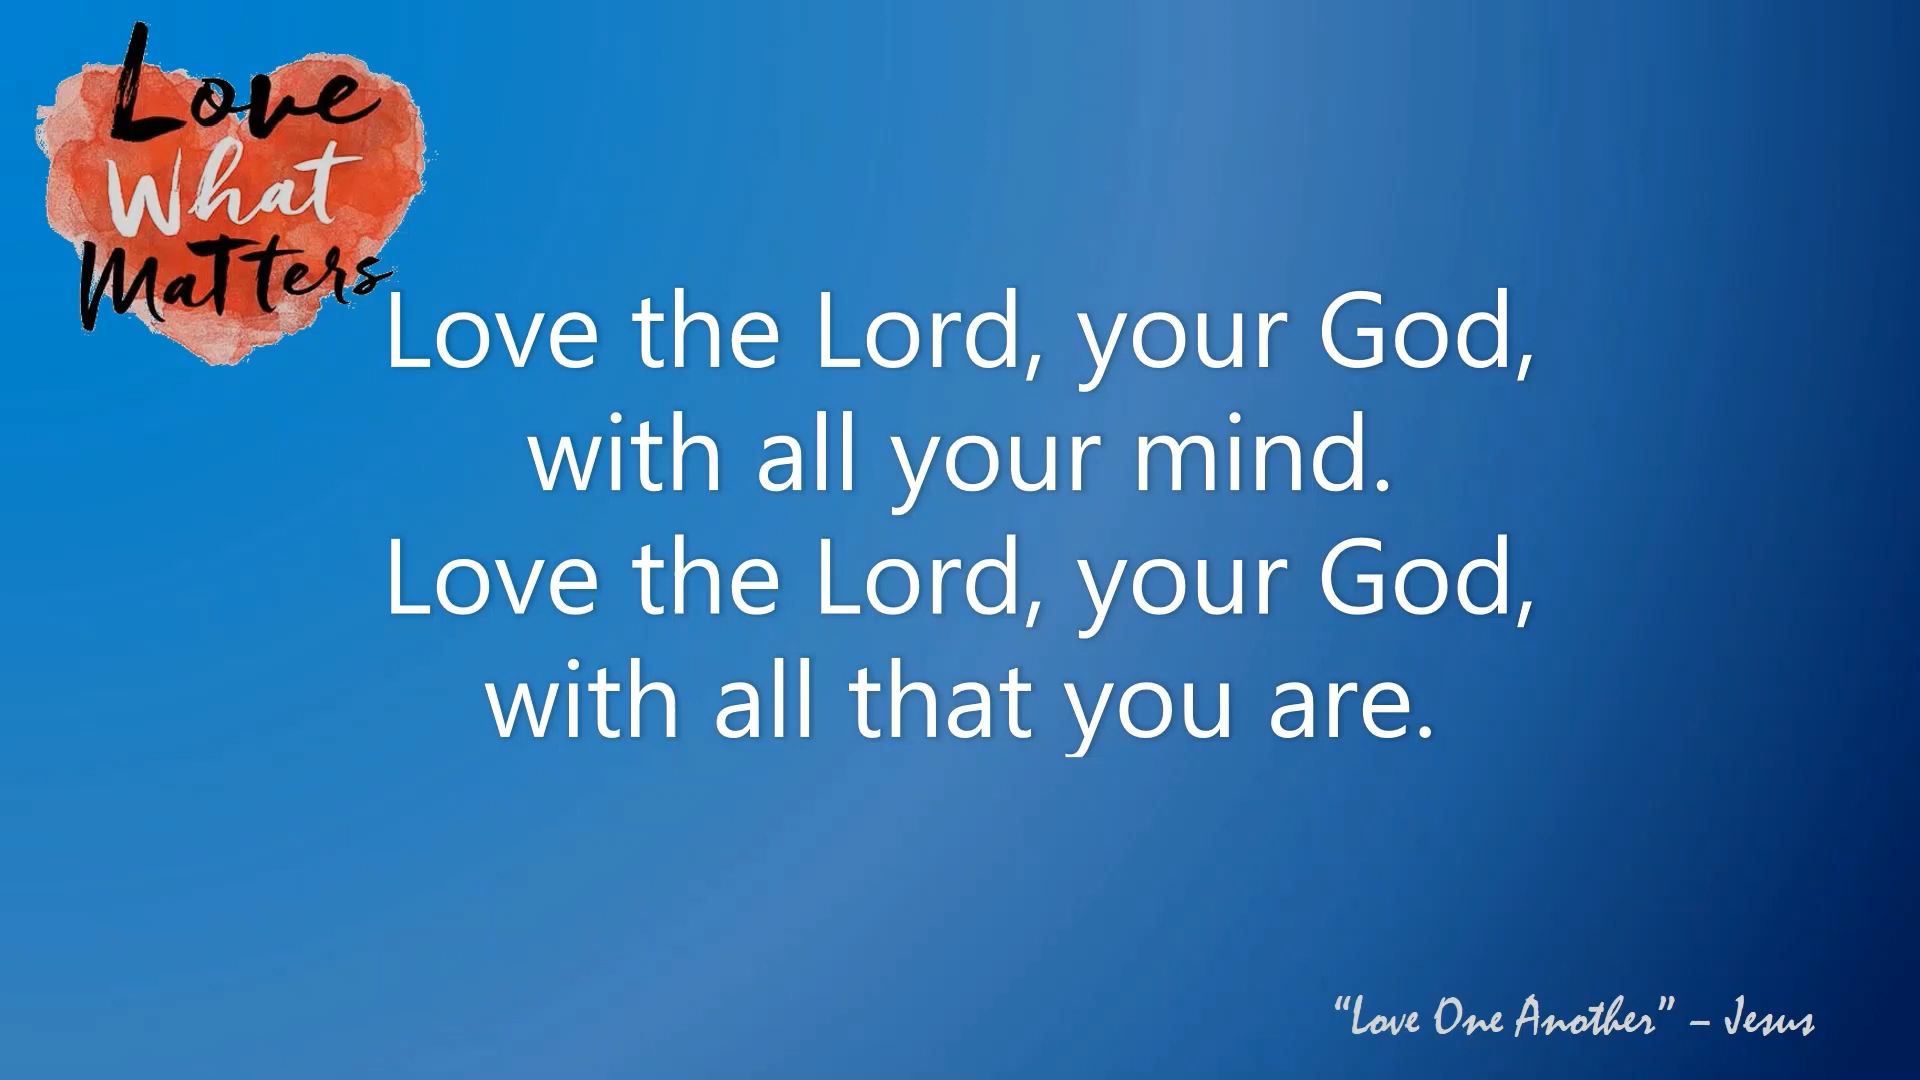 Love
What
Matters
Love the Lord, your God,
with all your mind.
Love the Lord, your God,
with all that you are.
“Love One Another” – Jesus